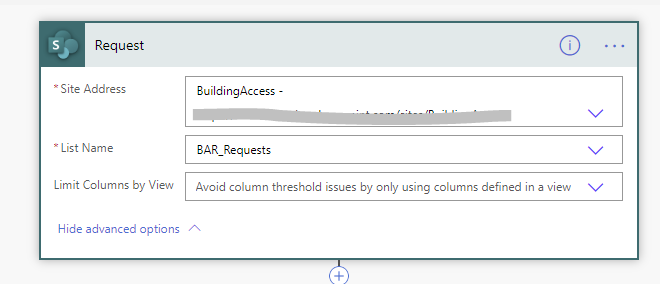 S
Request
* Site Address
BuildingAccess -
* List Name
BAR_Requests
Limit Columns by View
Avoid column threshold issues by only using columns defined in a view
Hide advanced options